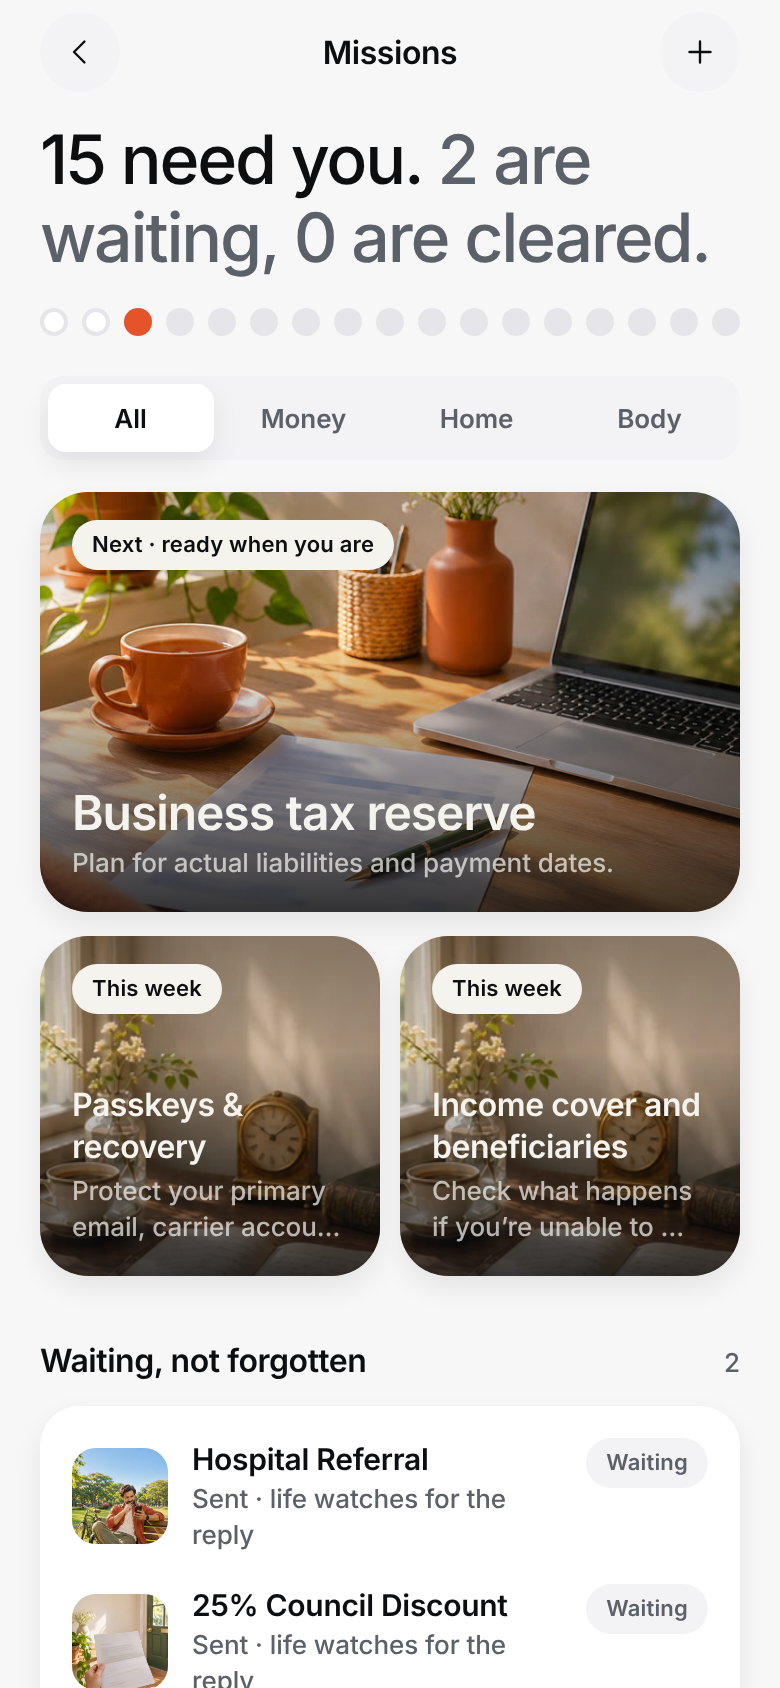 Missions
15 need you. 2 are
waiting, 0 are cleared.
All
Money
Home
Body
Next · ready when you are
Business tax reserve
Plan for actual liabilities and payment dates.
This week
Passkeys &
recovery
Protect your primary
email, carrier accou...
This week
Income cover and
beneficiaries
Check what happens
if you’re unable to ...
Waiting, not forgotten
2
Hospital Referral
Waiting
Sent · life watches for the
reply
25% Council Discount
Waiting
Sent · life watches for the
reply